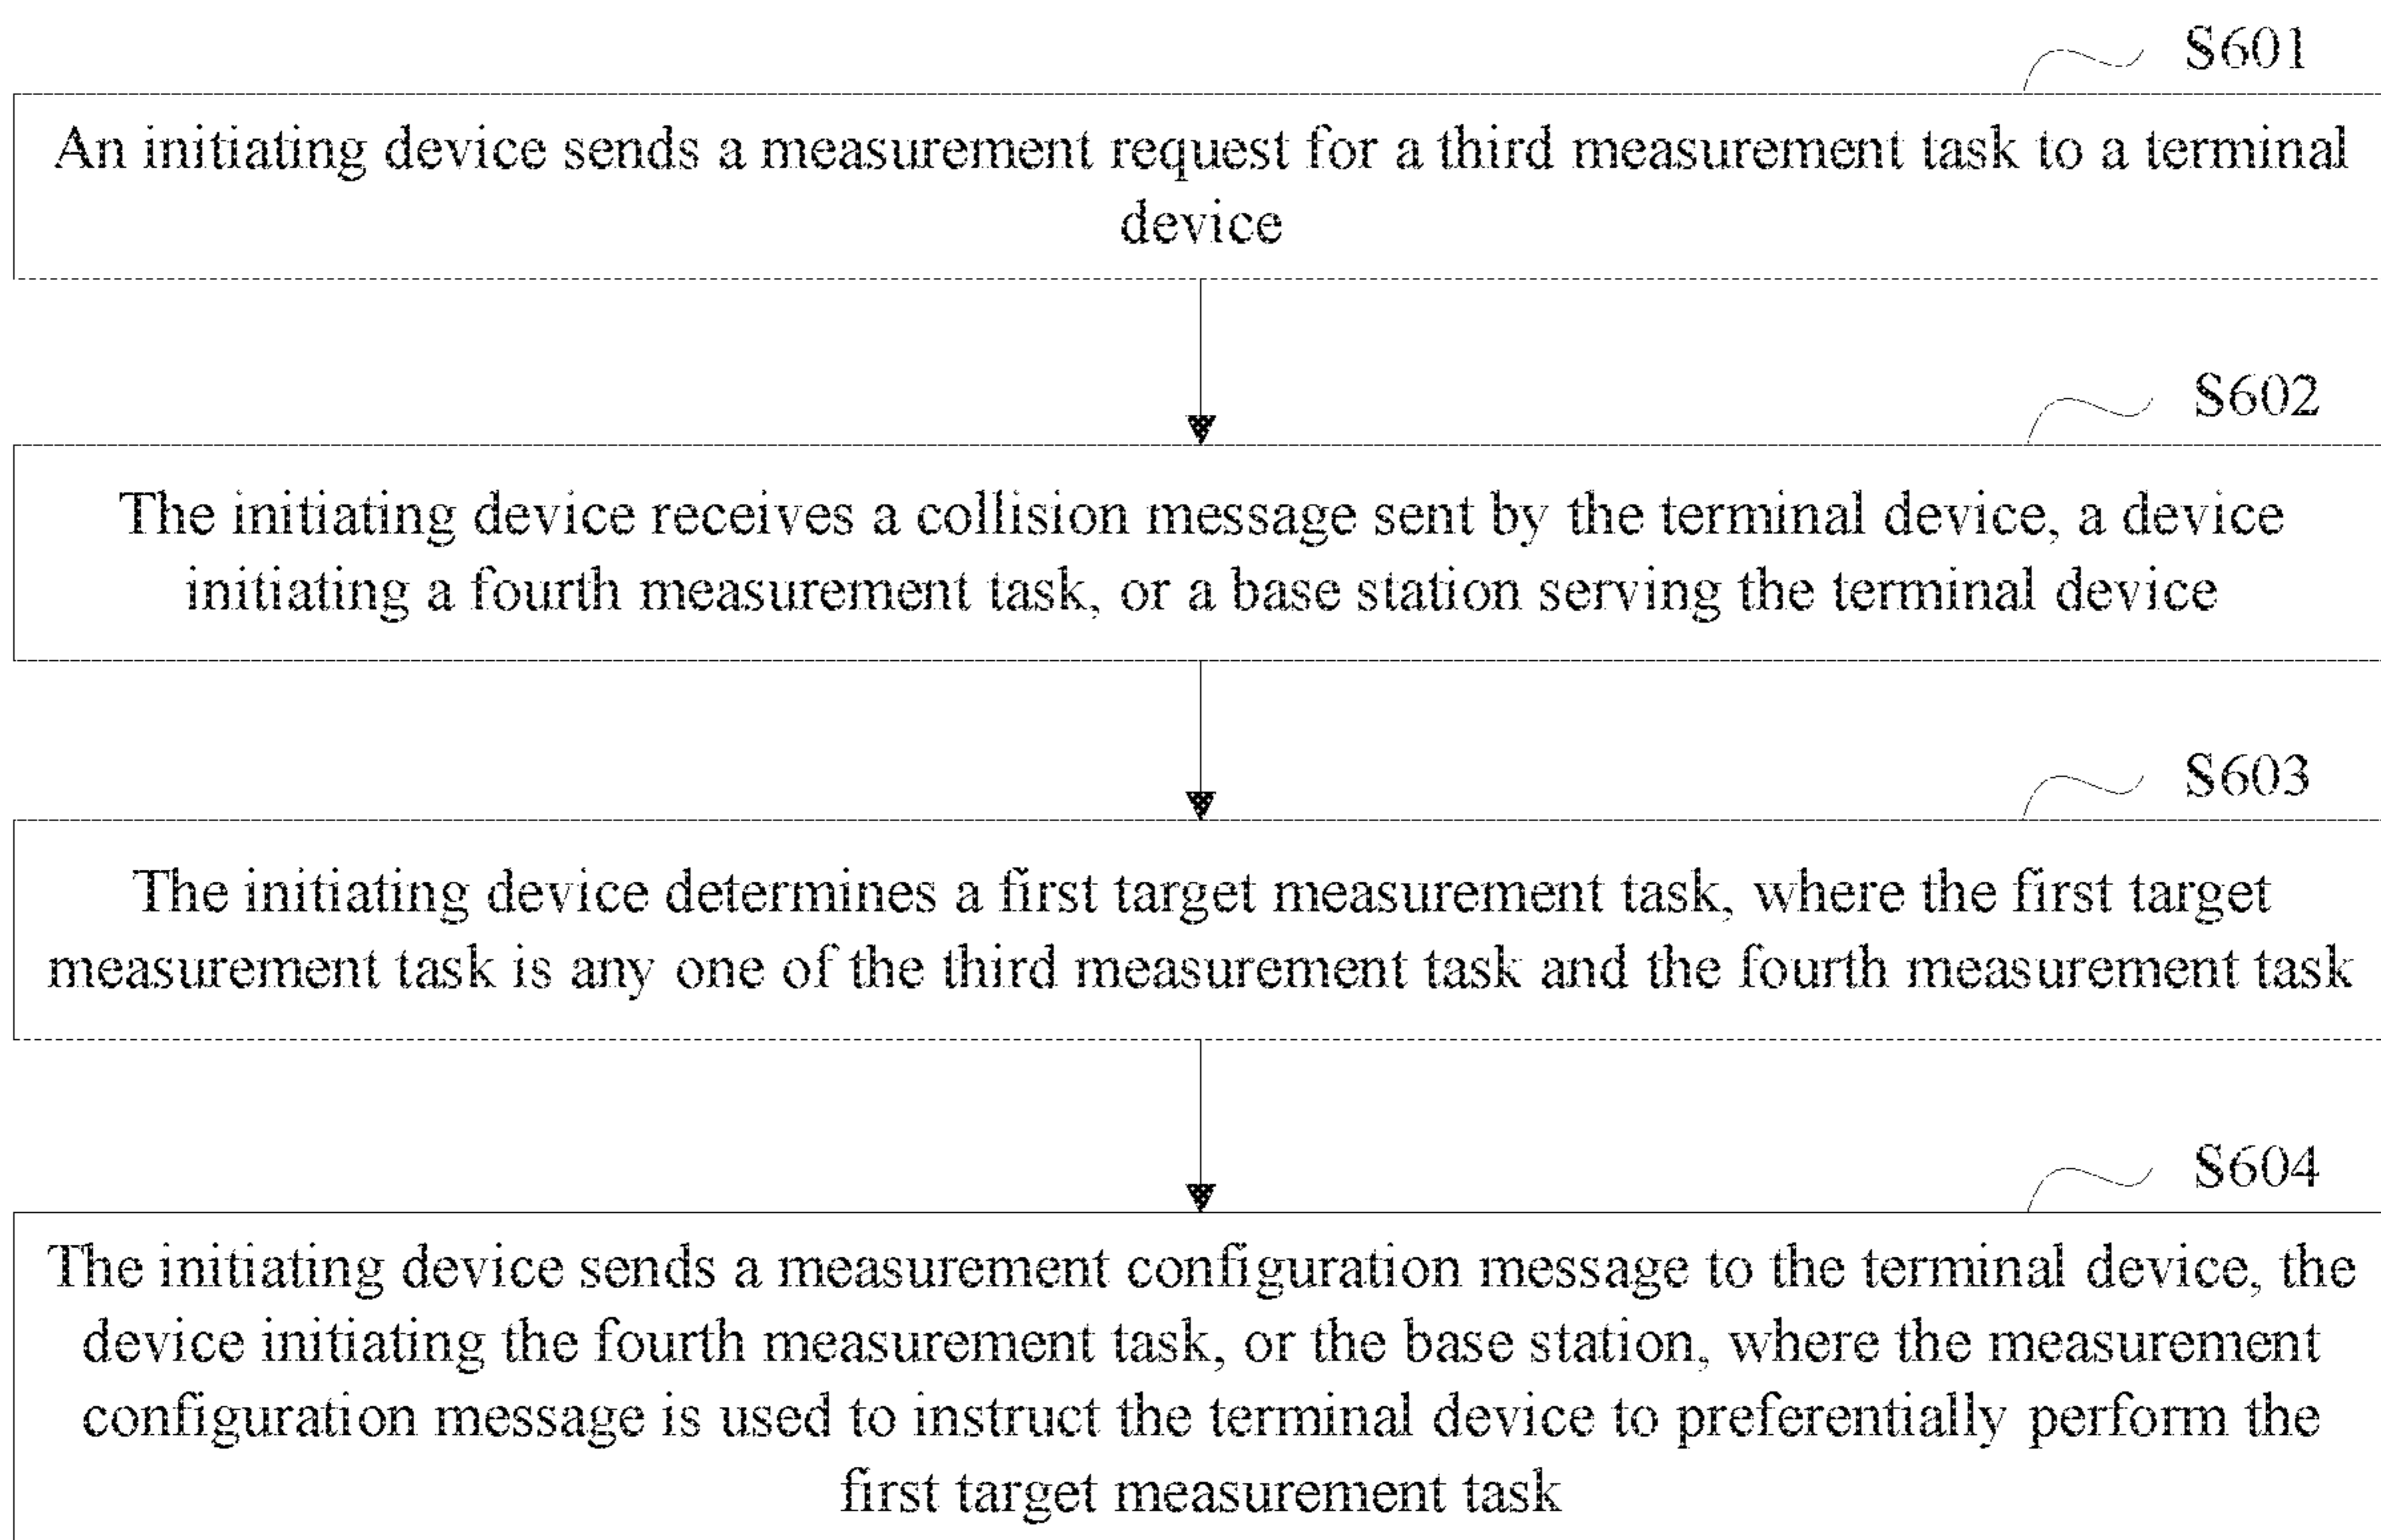 S601
An initiating device sends a measurement request for a third measurement task to a terminal
device
S602
The initiating device receives a collision message sent by the terminal device, a device
initiating a fourth measurement task, or a base station serving the terminal device
S603
The initiating device determines a first target measurement task, where the first target
measurement task is any one of the third measurement task and the fourth measurement task
S604
The initiating device sends a measurement configuration message to the terminal device, the
device initiating the fourth measurement task, or the base station, where the measurement
configuration message is used to instruct the terminal device to preferentially perform the
first target measurement task